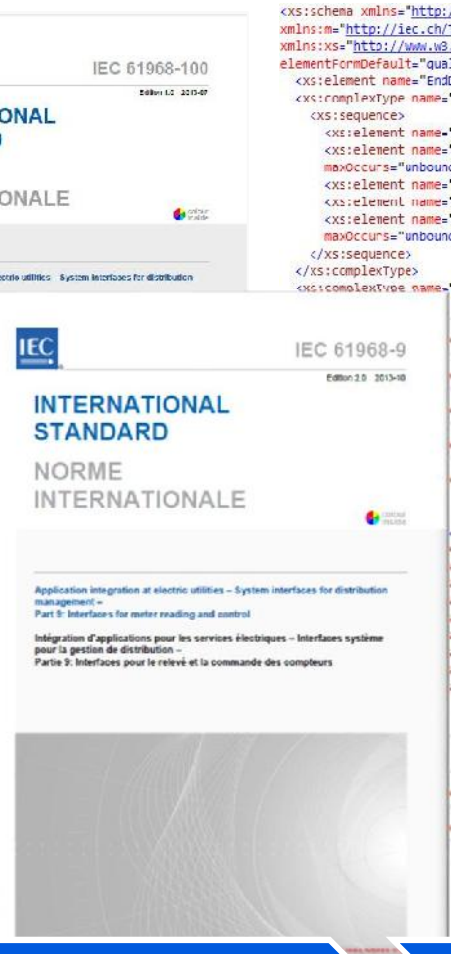 IEC 61968-100
Edition 1.0 2013-07
ONAL
ONALE
colour
inside
ectric utilities – System interfaces for distribution
<xs:schema xmlns="http:/
xmlns:m="http://iec.ch/
xmlns:xs="http://www.w3.
elementFormDefault="qual
<xs:element name="EndD
<xs:complexType name="
<xs:sequence>
<xs:element name="
<xs:element name="
maxOccurs="unbound
<xs:element name="
<xs:element name="
<xs:element name="
maxOccurs="unbound
</xs:sequence>
</xs:complexType>
<xs:complexType name="
IEC
IEC 61968-9
Edition 2.0 2013-10
INTERNATIONAL
STANDARD
NORME
INTERNATIONALE
colour
inside
Application integration at electric utilities – System interfaces for distribution
management –
Part 9: Interfaces for meter reading and control
Intégration d'applications pour les services électriques – Interfaces système
pour la gestion de distribution –
Partie 9: Interfaces pour le relevé et la commande des compteurs